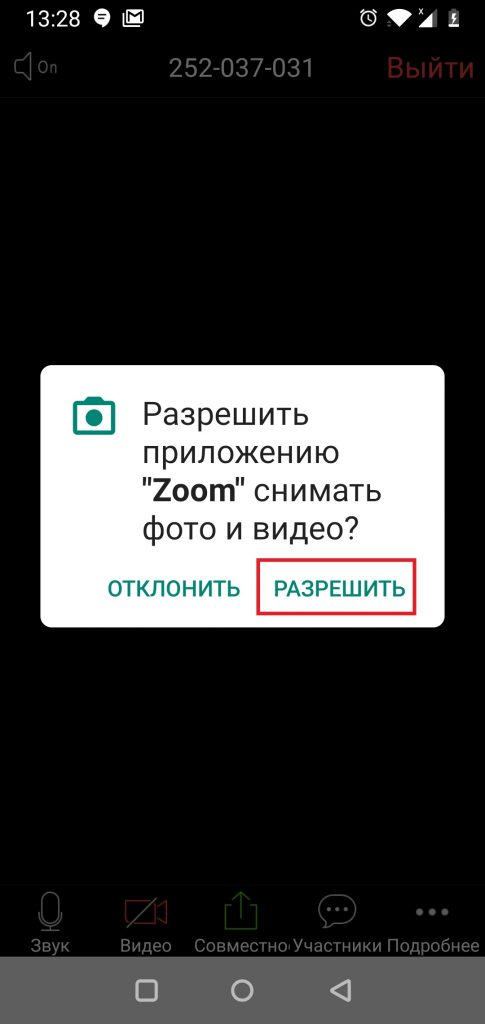 13:28
On 252-037-031 Выйти
Разрешить
приложению
"Zoom" снимать
фото и видео?
ОТКЛОНИТЬ РАЗРЕШИТЬ
Звук Видео Совместно Участники Подробнее